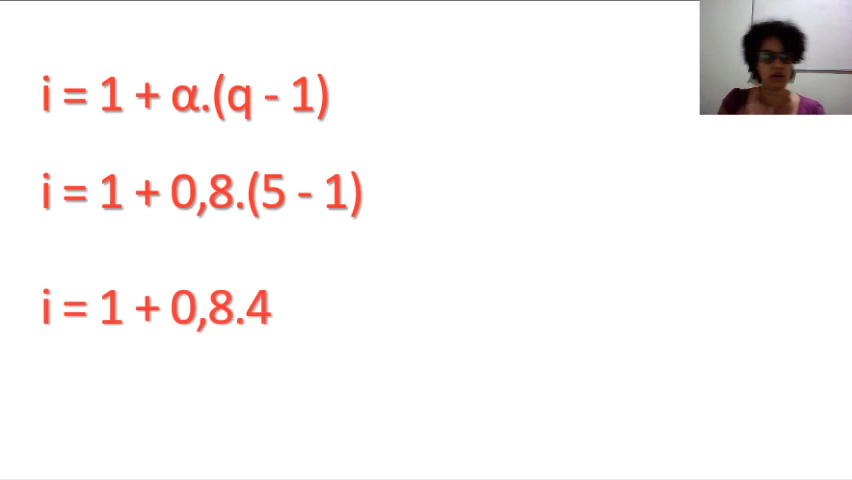 i = 1 + α.(q - 1)
i = 1 + 0,8.(5 - 1)
i = 1 + 0,8.4